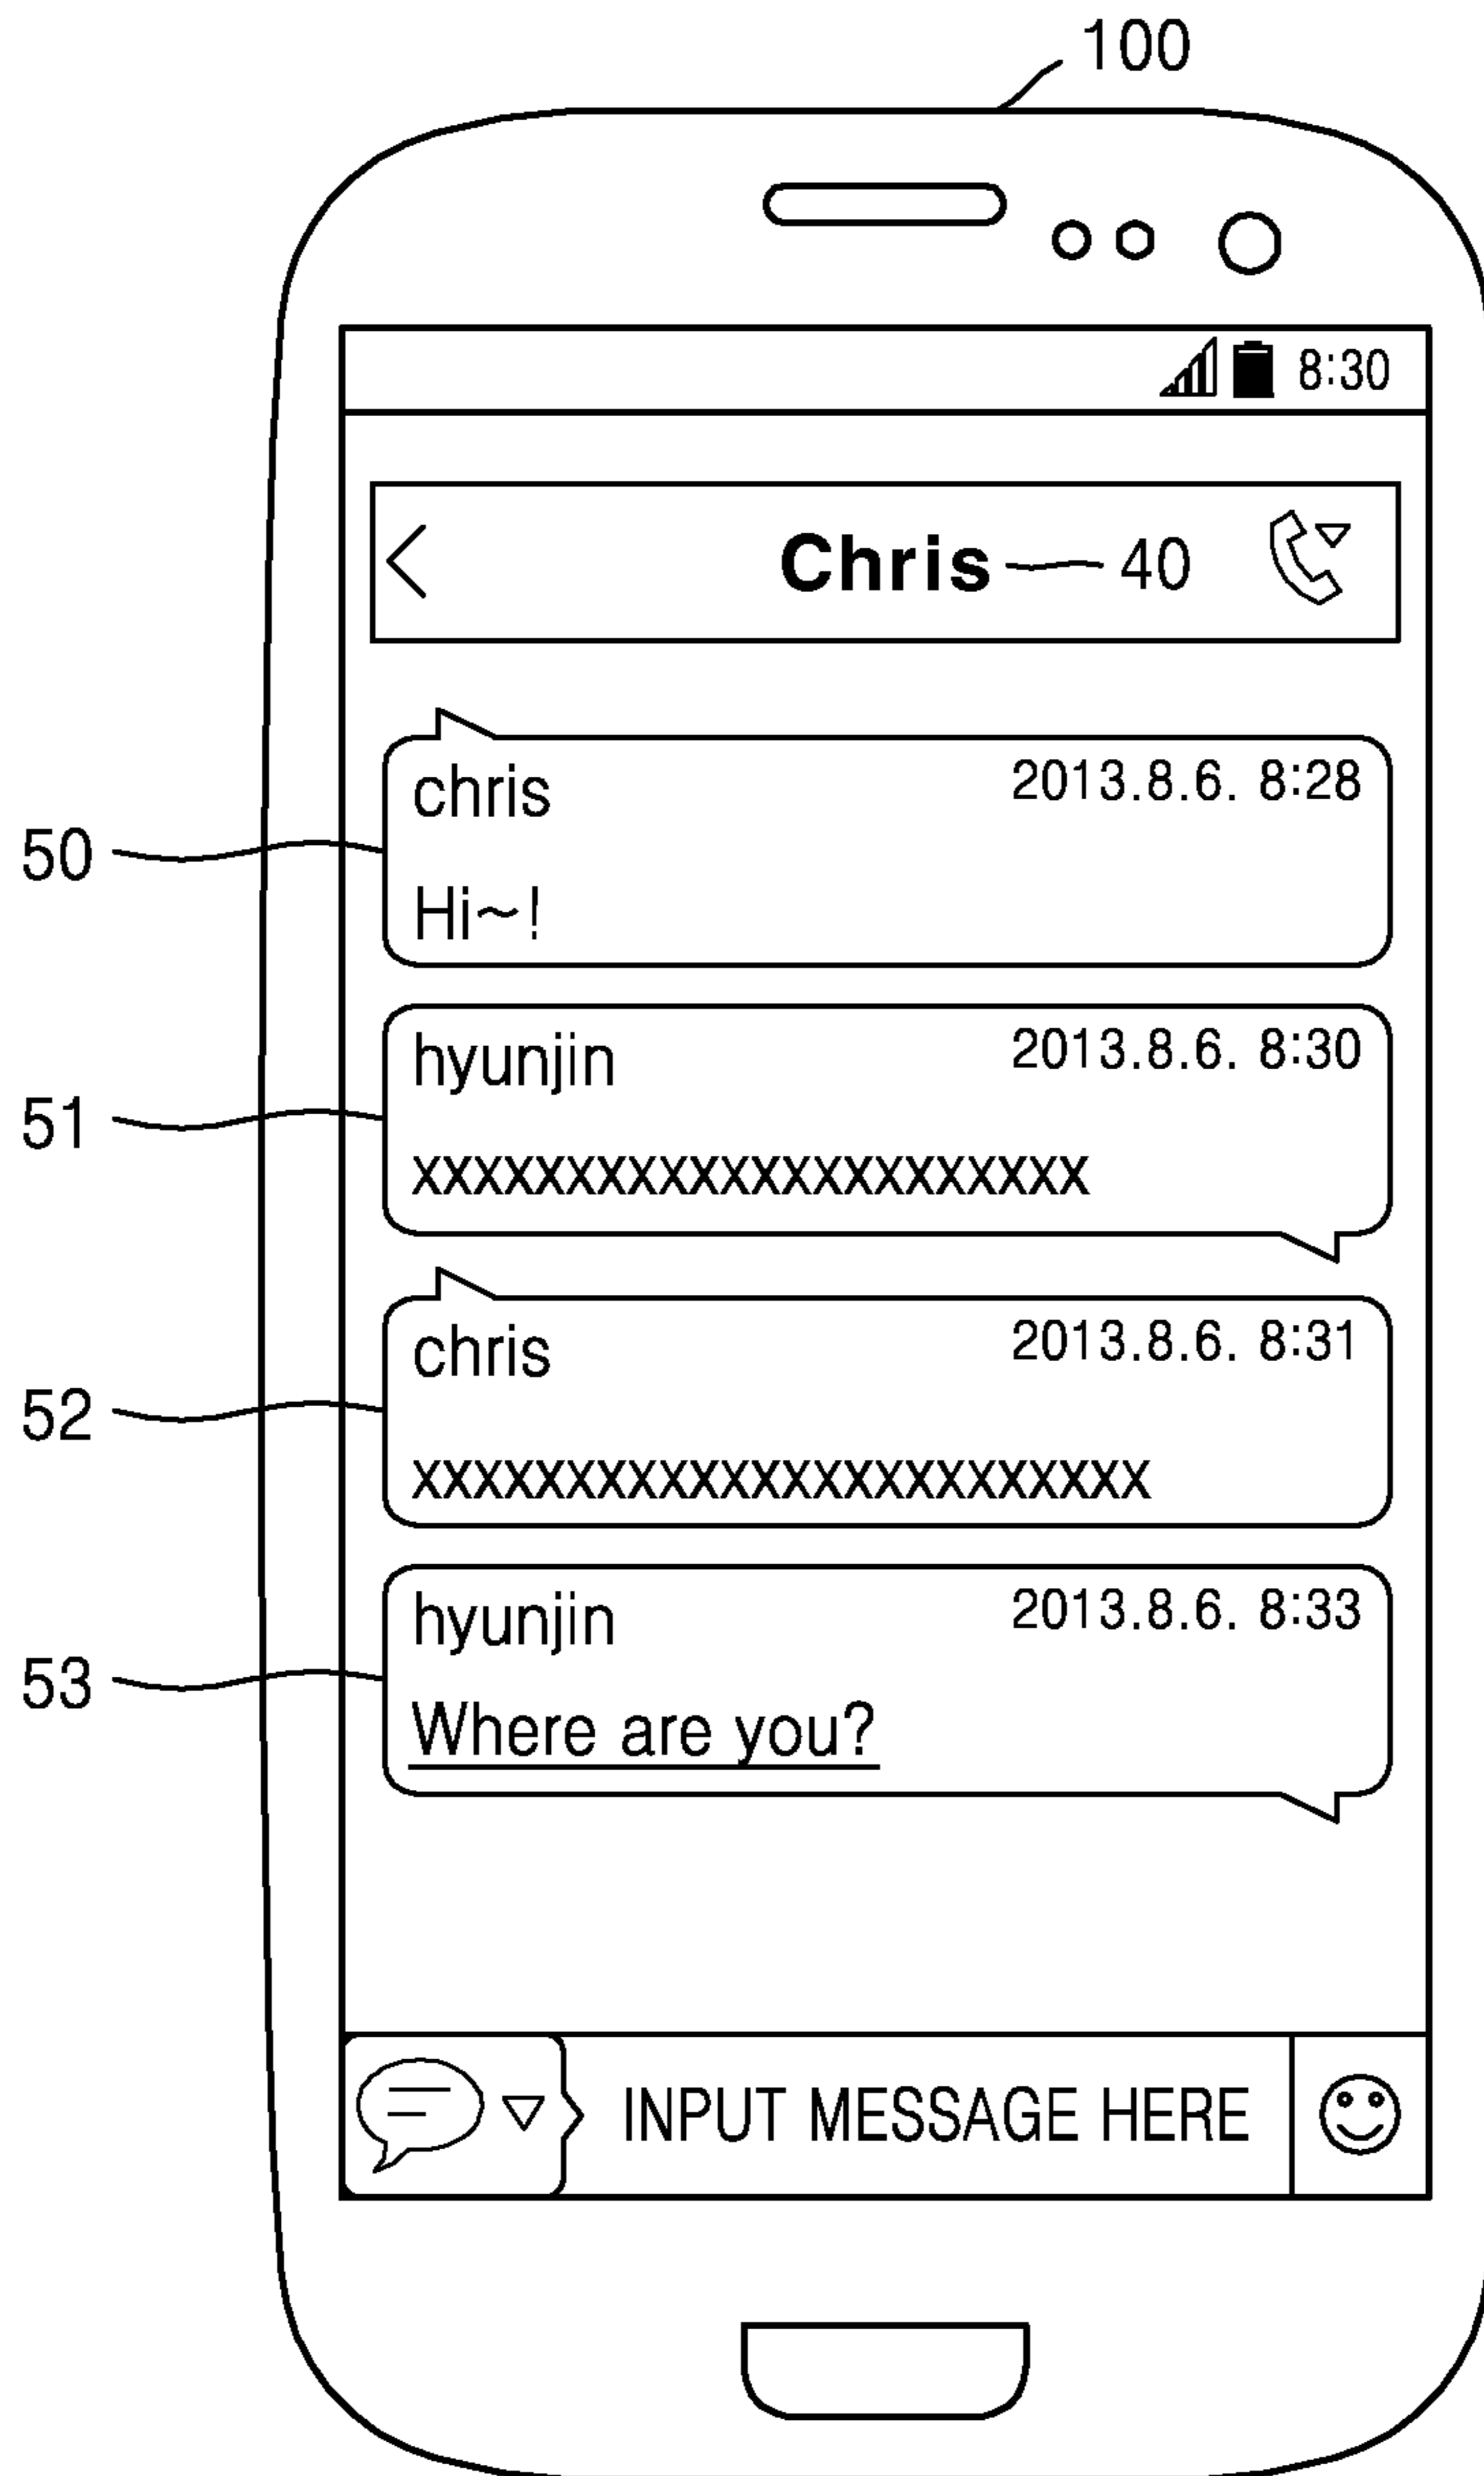 100
8:30
Chris 40
chris 2013.8.6. 8:28
50
Hi~!
hyunjin 2013.8.6. 8:30
51
xxxxxxxxxxxxxxxxxxxxxx
chris 2013.8.6. 8:31
52
xxxxxxxxxxxxxxxxxxxxxxxx
hyunjin 2013.8.6. 8:33
53
Where are you?
INPUT MESSAGE HERE